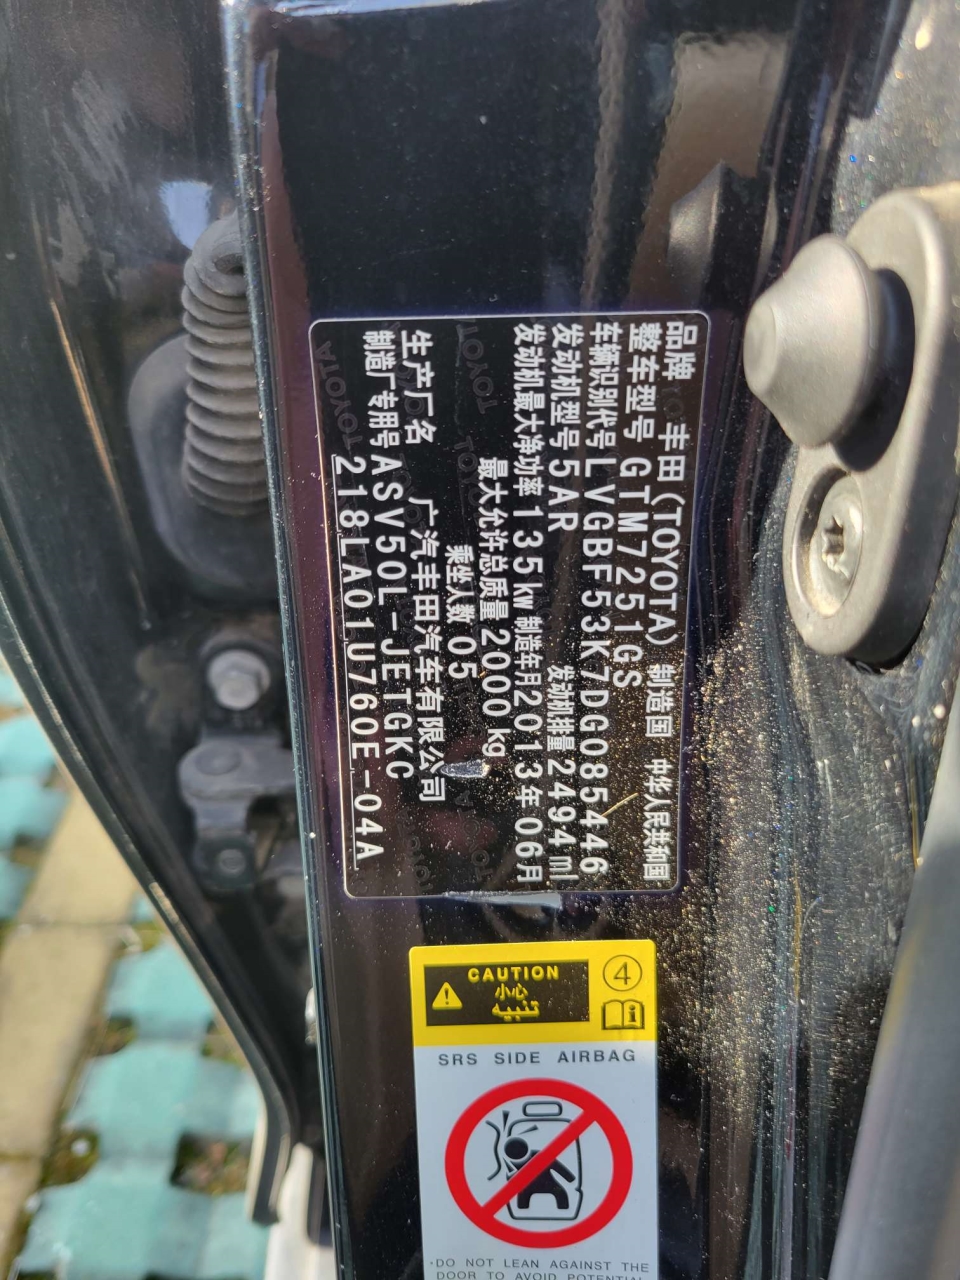 品牌 丰田(TOYOTA) 制造国 中华人民共和国
整车型号 GTM7251GS
车辆识别代号 LVGBF53K7DG085446
发动机型号 5AR 发动机排量 2494 ml
发动机最大净功率 135kw 制造年月 2013年06月
最大允许总质量 2000 kg
乘坐人数 05
生产厂名 广汽丰田汽车有限公司
制造厂专用号 ASV50L-JETGKC
218LA01U760E-04A
CAUTION
小心
4
SRS SIDE AIRBAG
·DO NOT LEAN AGAINST THE
DOOR TO AVOID POTENTIAL